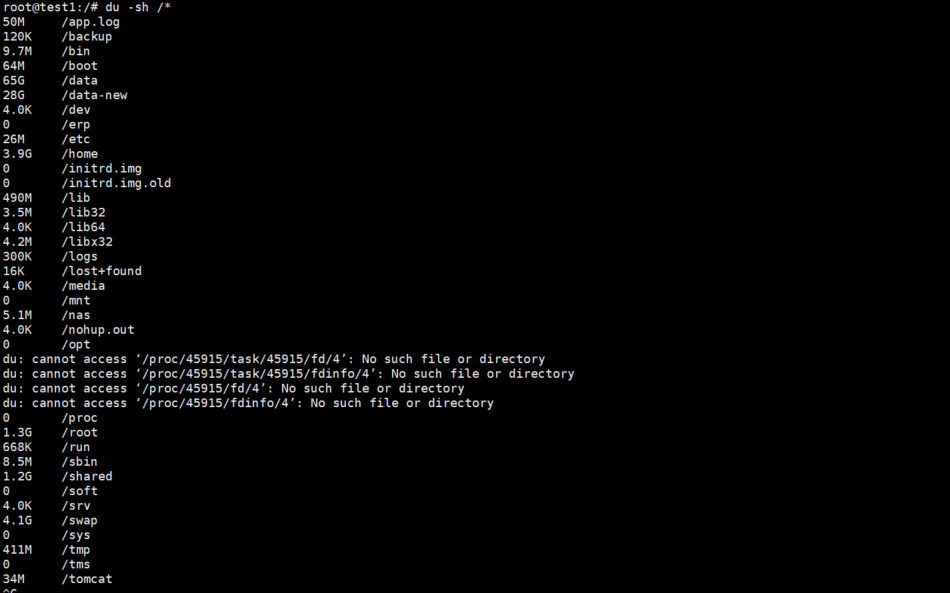 root@test1:/# du -sh /*
50M /app.log
120K /backup
9.7M /bin
64M /boot
65G /data
28G /data-new
4.0K /dev
0 /erp
26M /etc
3.9G /home
0 /initrd.img
0 /initrd.img.old
490M /lib
3.5M /lib32
4.0K /lib64
4.2M /libx32
300K /logs
16K /lost+found
4.0K /media
0 /mnt
5.1M /nas
4.0K /nohup.out
0 /opt
du: cannot access ‘/proc/45915/task/45915/fd/4’: No such file or directory
du: cannot access ‘/proc/45915/task/45915/fdinfo/4’: No such file or directory
du: cannot access ‘/proc/45915/fd/4’: No such file or directory
du: cannot access ‘/proc/45915/fdinfo/4’: No such file or directory
0 /proc
1.3G /root
668K /run
8.5M /sbin
1.2G /shared
0 /soft
4.0K /srv
4.1G /swap
0 /sys
411M /tmp
0 /tms
34M /tomcat